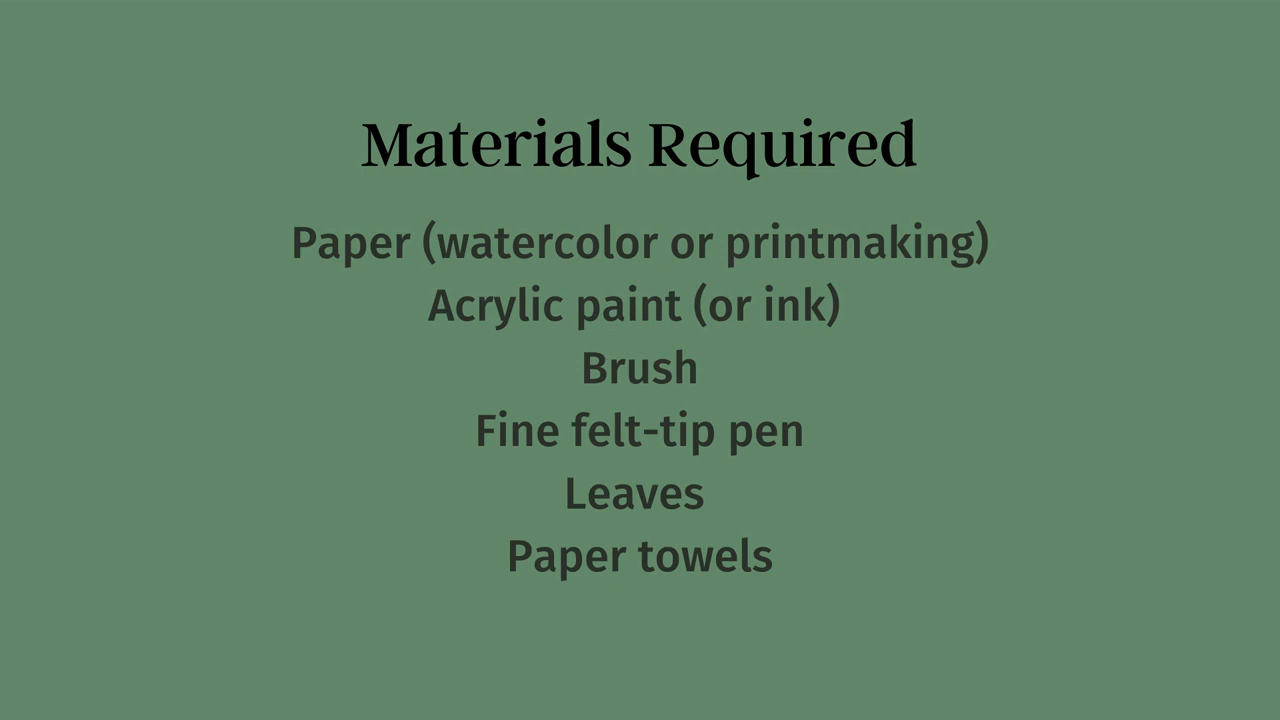 Materials Required
Paper (watercolor or printmaking)
Acrylic paint (or ink)
Brush
Fine felt-tip pen
Leaves
Paper towels